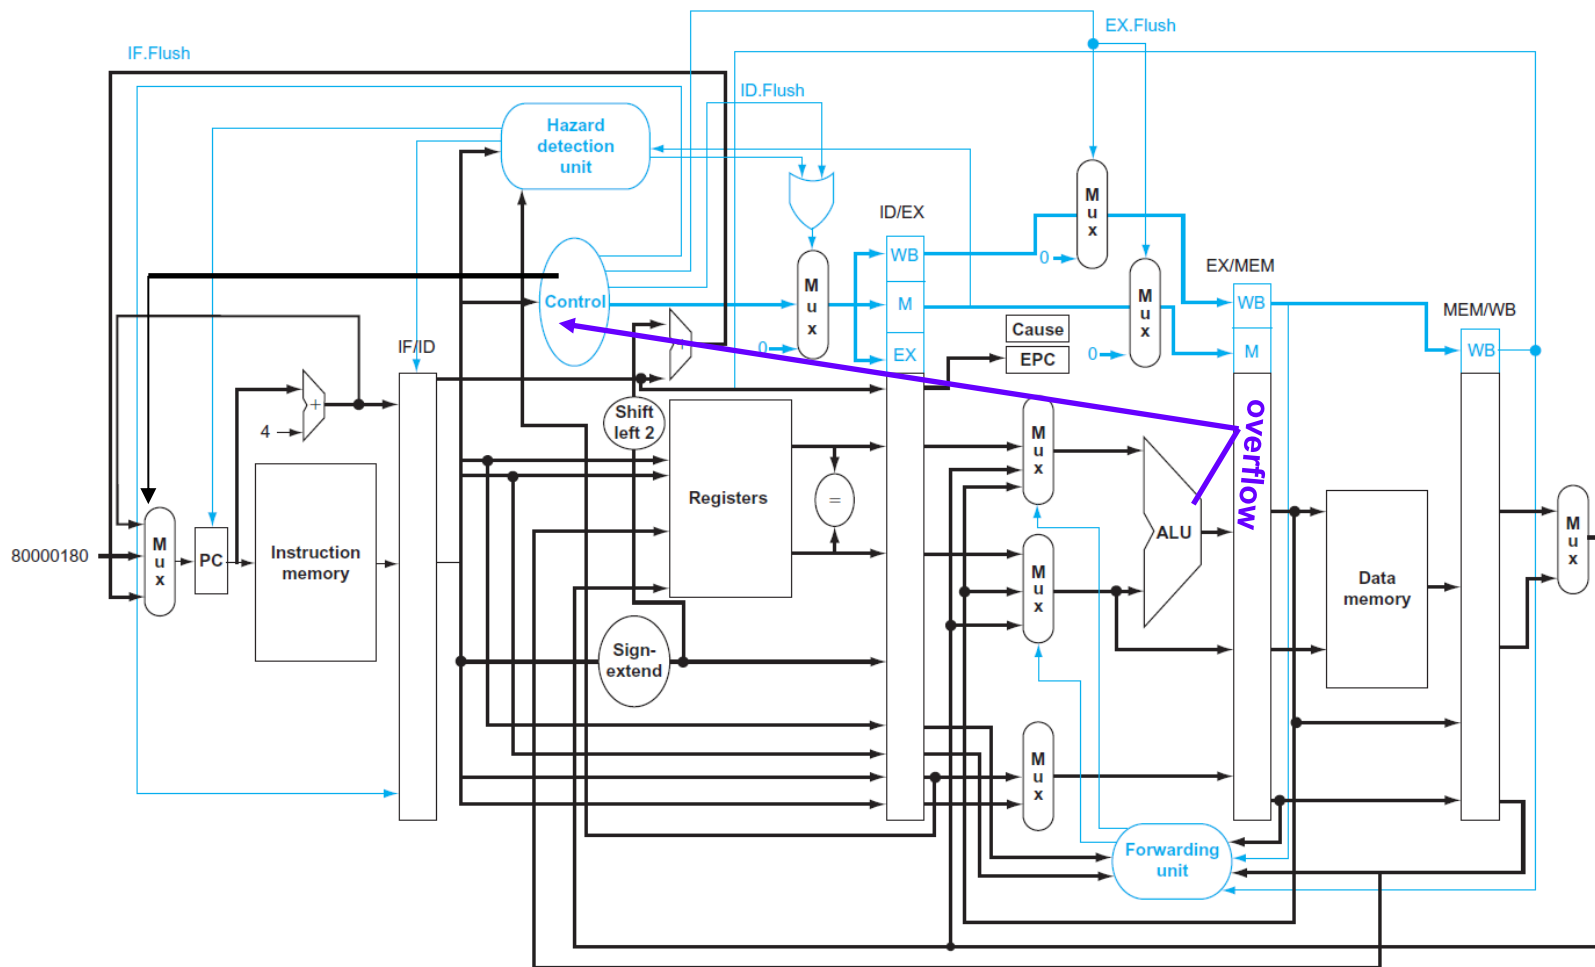 EX.Flush
IF.Flush
ID.Flush
Hazard
detection
unit
M
u
x
ID/EX
WB
0
M
u
x
EX/MEM
M
u
x
Control
M
WB
MEM/WB
Cause
0
EX
0
EPC
M
WB
IF/ID
+
+
4
Shift
left 2
M
u
x
overflow
Registers
=
ALU
M
u
x
80000180
M
u
x
PC
Instruction
memory
M
u
x
Data
memory
Sign-
extend
M
u
x
Forwarding
unit